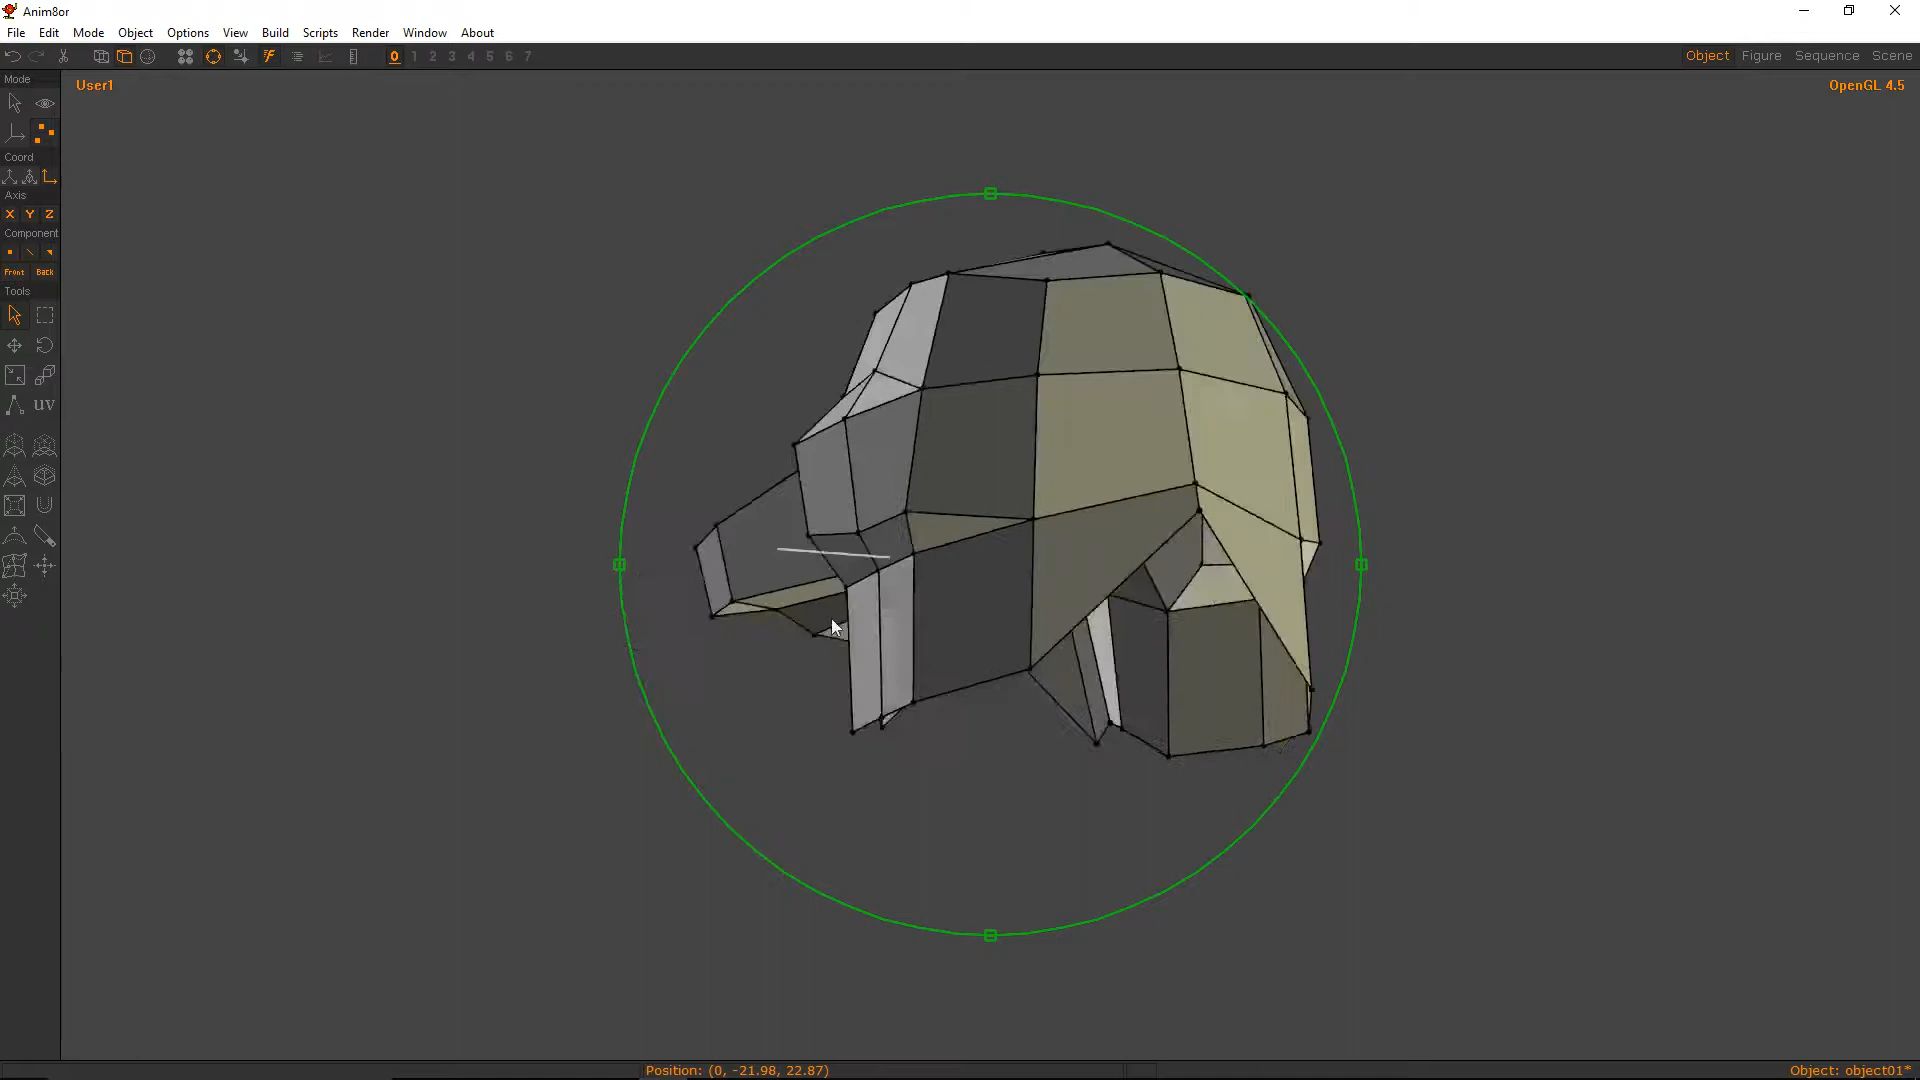 Anim8or
File Edit Mode Object Options View Build Scripts Render Window About
0 1 2 3 4 5 6 7
Object Figure Sequence Scene
Mode
User1
OpenGL 4.5
Coord
Axis
X Y Z
Component
Front Back
Tools
UV
Position: (0, -21.98, 22.87)
Object: object01*